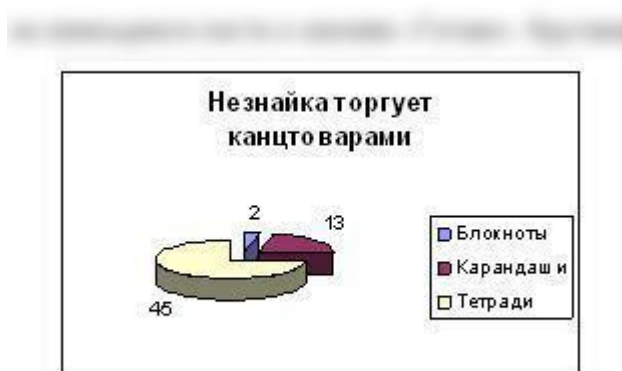 Незнайка торгует
канцтоварами
2
13
45
Блокноты
Карандаши
Тетради